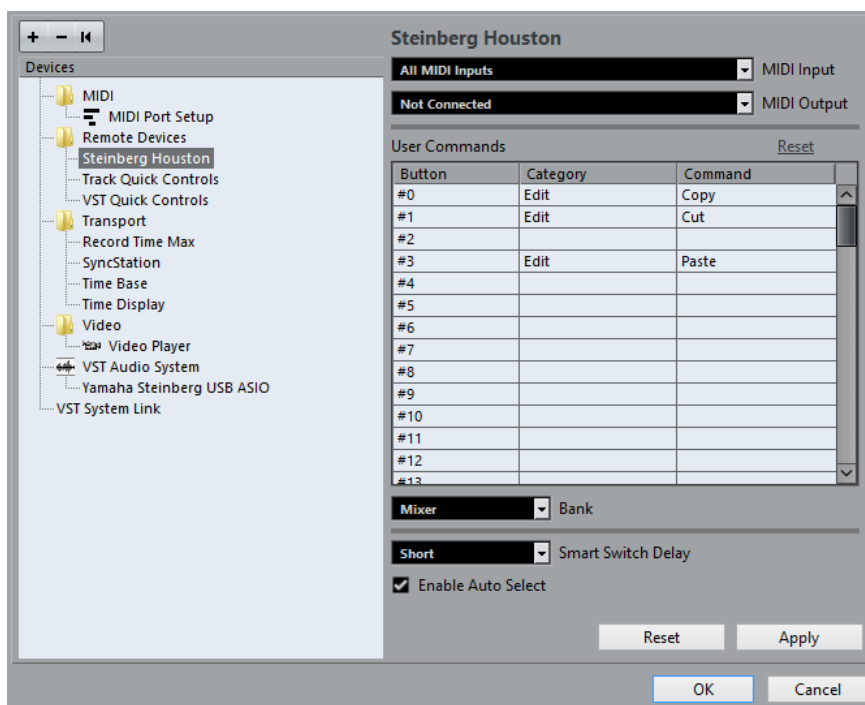 Steinberg Houston
Devices
MIDI
MIDI Port Setup
Remote Devices
Steinberg Houston
Track Quick Controls
VST Quick Controls
Transport
Record Time Max
SyncStation
Time Base
Time Display
Video
Video Player
VST Audio System
Yamaha Steinberg USB ASIO
VST System Link
All MIDI Inputs MIDI Input
Not Connected MIDI Output
User Commands Reset
Button Category Command
#0 Edit Copy
#1 Edit Cut
#2
#3 Edit Paste
#4
#5
#6
#7
#8
#9
#10
#11
#12
#13
Mixer Bank
Short Smart Switch Delay
Enable Auto Select
Reset Apply
OK Cancel